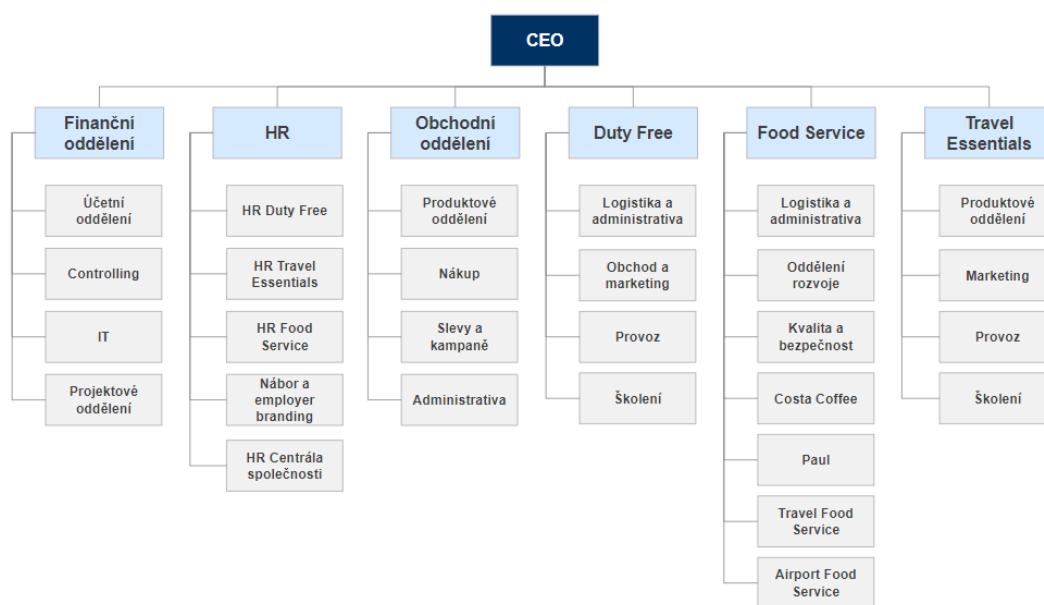 CEO
Finanční
oddělení
HR
Obchodní
oddělení
Duty Free
Food Service
Travel
Essentials
Účetní
oddělení
Controlling
IT
Projektové
oddělení
HR Duty Free
HR Travel
Essentials
HR Food
Service
Nábor a
employer
branding
HR Centrála
společnosti
Produktové
oddělení
Nákup
Slevy a
kampaně
Administrativa
Logistika a
administrativa
Obchod a
marketing
Provoz
Školení
Logistika a
administrativa
Oddělení
rozvoje
Kvalita a
bezpečnost
Costa Coffee
Paul
Travel Food
Service
Airport Food
Service
Produktové
oddělení
Marketing
Provoz
Školení